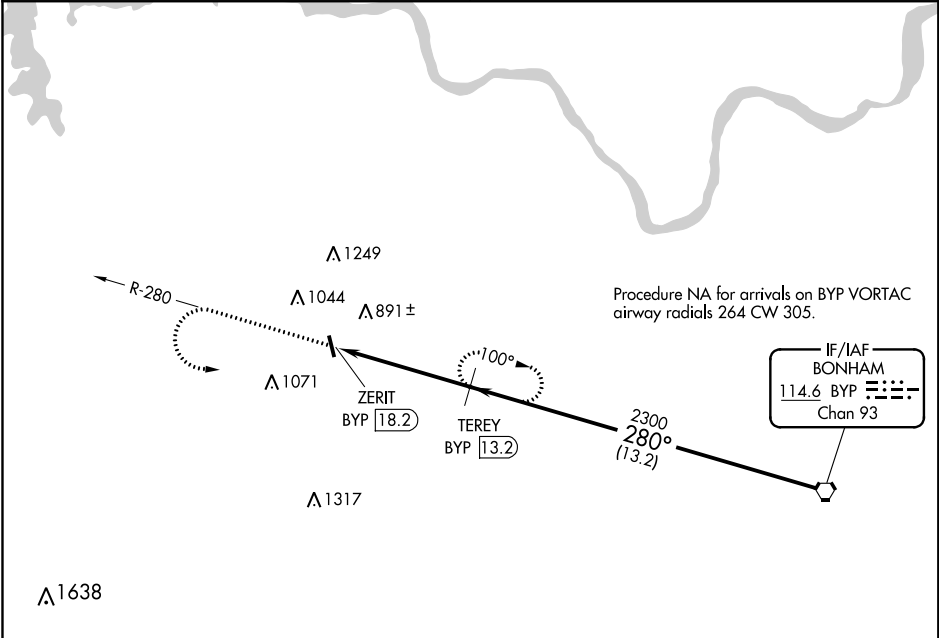 1249
R-280
1044
891 ±
Procedure NA for arrivals on BYP VORTAC
airway radials 264 CW 305.
IF/IAF
BONHAM
114.6 BYP
Chan 93
100°
1071
ZERIT
BYP 18.2
TEREY
BYP 13.2
2300
280°
(13.2)
1317
1638